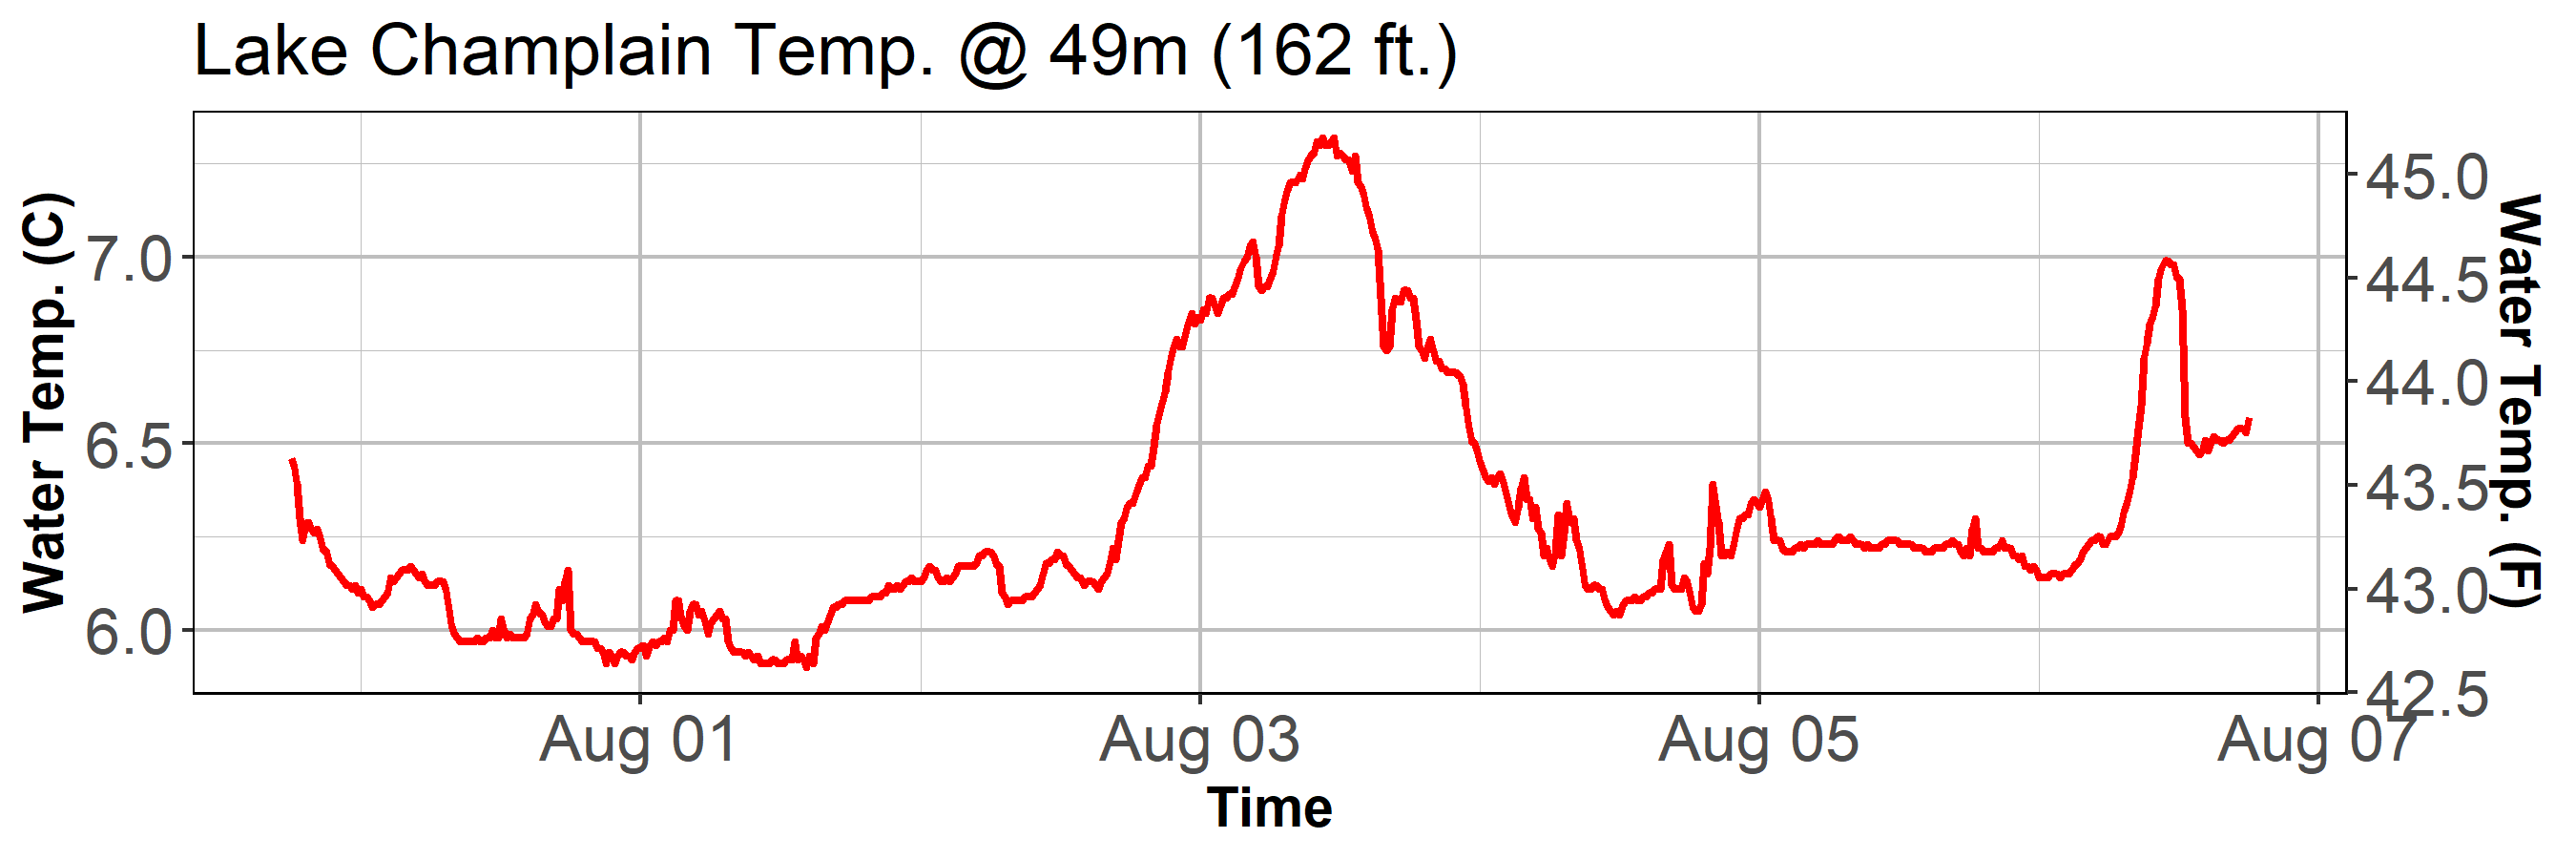 Lake Champlain Temp. @ 49m (162 ft.)
Water Temp. (C)
7.0
6.5
6.0
45.0
44.5
44.0
43.5
43.0
42.5
Water Temp. (F)
Aug 01
Aug 03
Aug 05
Aug 07
Time